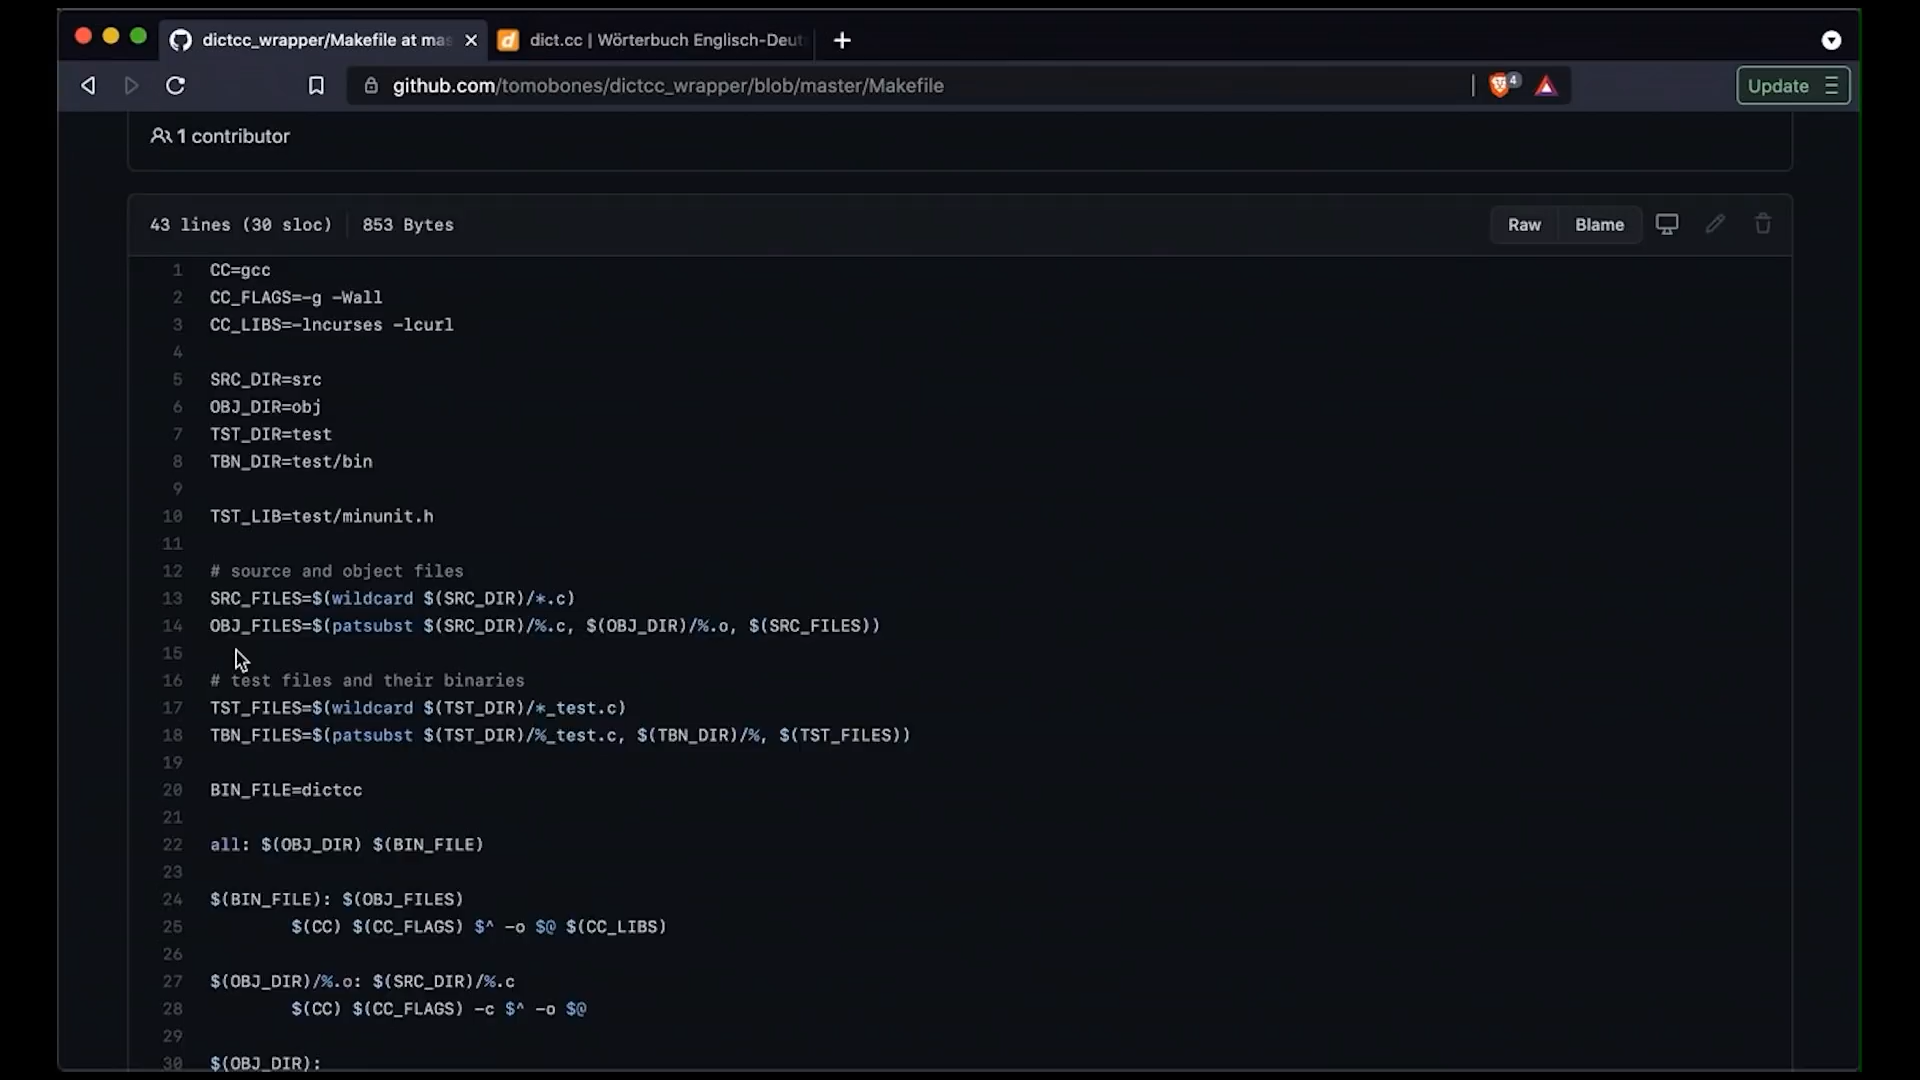 dictcc_wrapper/Makefile at mas
dict.cc | Wörterbuch Englisch-Deut
github.com/tomobones/dictcc_wrapper/blob/master/Makefile
4
Update
1 contributor
43 lines (30 sloc)
853 Bytes
Raw
Blame
1 CC=gcc
2 CC_FLAGS=-g -Wall
3 CC_LIBS=-lncurses -lcurl
4
5 SRC_DIR=src
6 OBJ_DIR=obj
7 TST_DIR=test
8 TBN_DIR=test/bin
9
10 TST_LIB=test/minunit.h
11
12 # source and object files
13 SRC_FILES=$(wildcard $(SRC_DIR)/*.c)
14 OBJ_FILES=$(patsubst $(SRC_DIR)/%.c, $(OBJ_DIR)/%.o, $(SRC_FILES))
15
16 # test files and their binaries
17 TST_FILES=$(wildcard $(TST_DIR)/*_test.c)
18 TBN_FILES=$(patsubst $(TST_DIR)/%_test.c, $(TBN_DIR)/%, $(TST_FILES))
19
20 BIN_FILE=dictcc
21
22 all: $(OBJ_DIR) $(BIN_FILE)
23
24 $(BIN_FILE): $(OBJ_FILES)
25 $(CC) $(CC_FLAGS) $^ -o $@ $(CC_LIBS)
26
27 $(OBJ_DIR)/%.o: $(SRC_DIR)/%.c
28 $(CC) $(CC_FLAGS) -c $^ -o $@
29
30 $(OBJ_DIR):